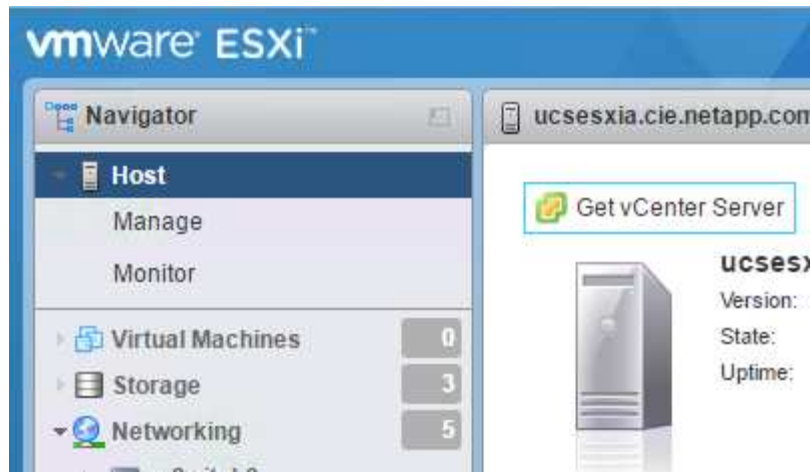 vmware ESXi™
Navigator
Host
Manage
Monitor
Virtual Machines 0
Storage 3
Networking 5
ucsesxia.cie.netapp.com
Get vCenter Server
Version:
State:
Uptime: